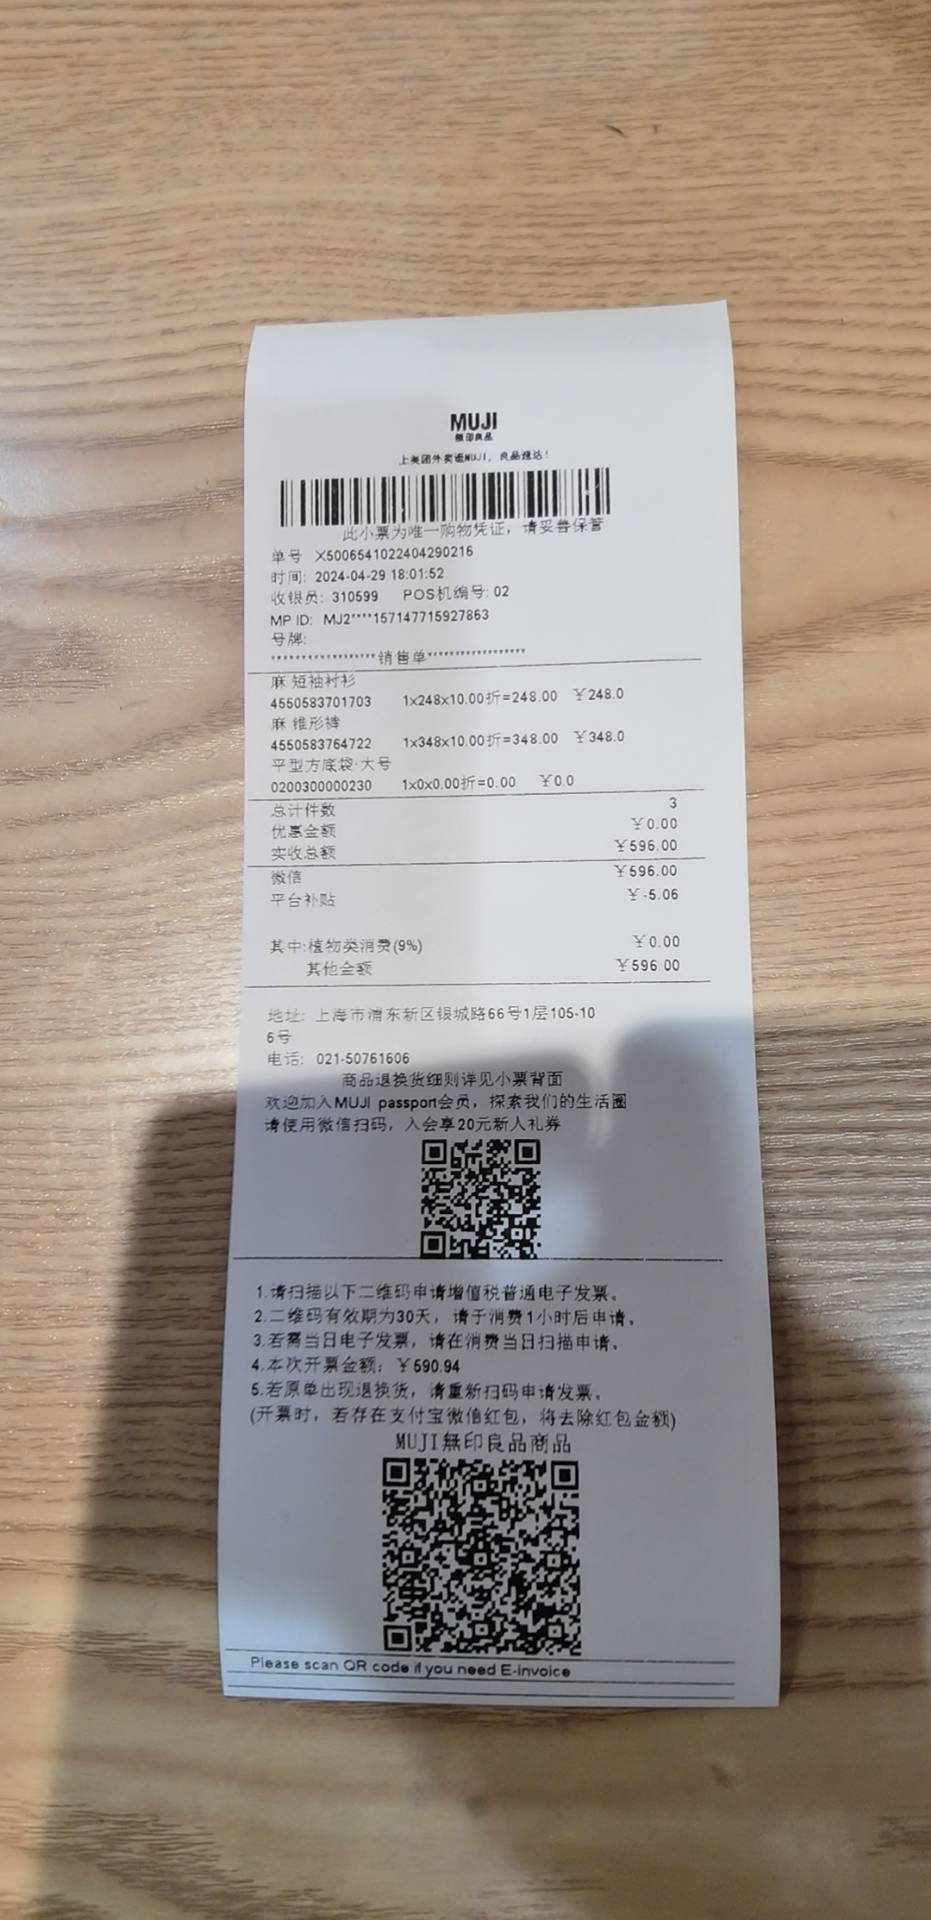 MUJI
無印良品
上美团外卖逛MUJI，良品速达！
此小票为唯一购物凭证，请妥善保管
单号 X5006541022404290216
时间: 2024-04-29 18:01:52
收银员: 310599 POS机编号: 02
MP ID: MJ2****157147715927863
号牌:
******************销售单******************
麻 短袖衬衫
4550583701703 1x248x10.00折=248.00 ￥248.0
麻 锥形裤
4550583764722 1x348x10.00折=348.00 ￥348.0
平型方底袋·大号
0200300000230 1x0x0.00折=0.00 ￥0.0
总计件数 3
优惠金额 ￥0.00
实收总额 ￥596.00
微信 ￥596.00
平台补贴 ￥-5.06
其中:植物类消费(9%) ￥0.00
其他金额 ￥596.00
地址: 上海市浦东新区银城路66号1层105-10
6号
电话: 021-50761606
商品退换货细则详见小票背面
欢迎加入MUJI passport会员，探索我们的生活圈
请使用微信扫码，入会享20元新人礼券
1.请扫描以下二维码申请增值税普通电子发票。
2.二维码有效期为30天，请于消费1小时后申请。
3.若需当日电子发票，请在消费当日扫描申请。
4.本次开票金额：￥590.94
5.若原单出现退换货，请重新扫码申请发票。
(开票时，若存在支付宝微信红包，将去除红包金额)
MUJI無印良品商品
Please scan QR code if you need E-invoice